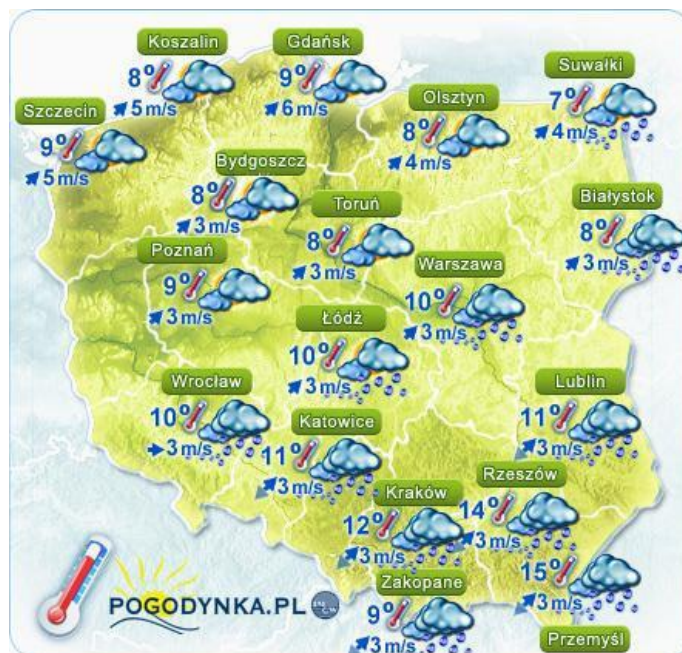 Koszalin
8°
5 m/s
Gdańsk
9°
6 m/s
Suwałki
7°
4 m/s
Szczecin
9°
5 m/s
Olsztyn
8°
4 m/s
Bydgoszcz
8°
3 m/s
Toruń
8°
3 m/s
Białystok
8°
3 m/s
Poznań
9°
3 m/s
Warszawa
10°
3 m/s
Łódź
10°
3 m/s
Wrocław
10°
3 m/s
Katowice
11°
3 m/s
Lublin
11°
3 m/s
Kraków
12°
3 m/s
Rzeszów
14°
3 m/s
Zakopane
9°
3 m/s
15°
3 m/s
Przemyśl
POGODYNKA.PL